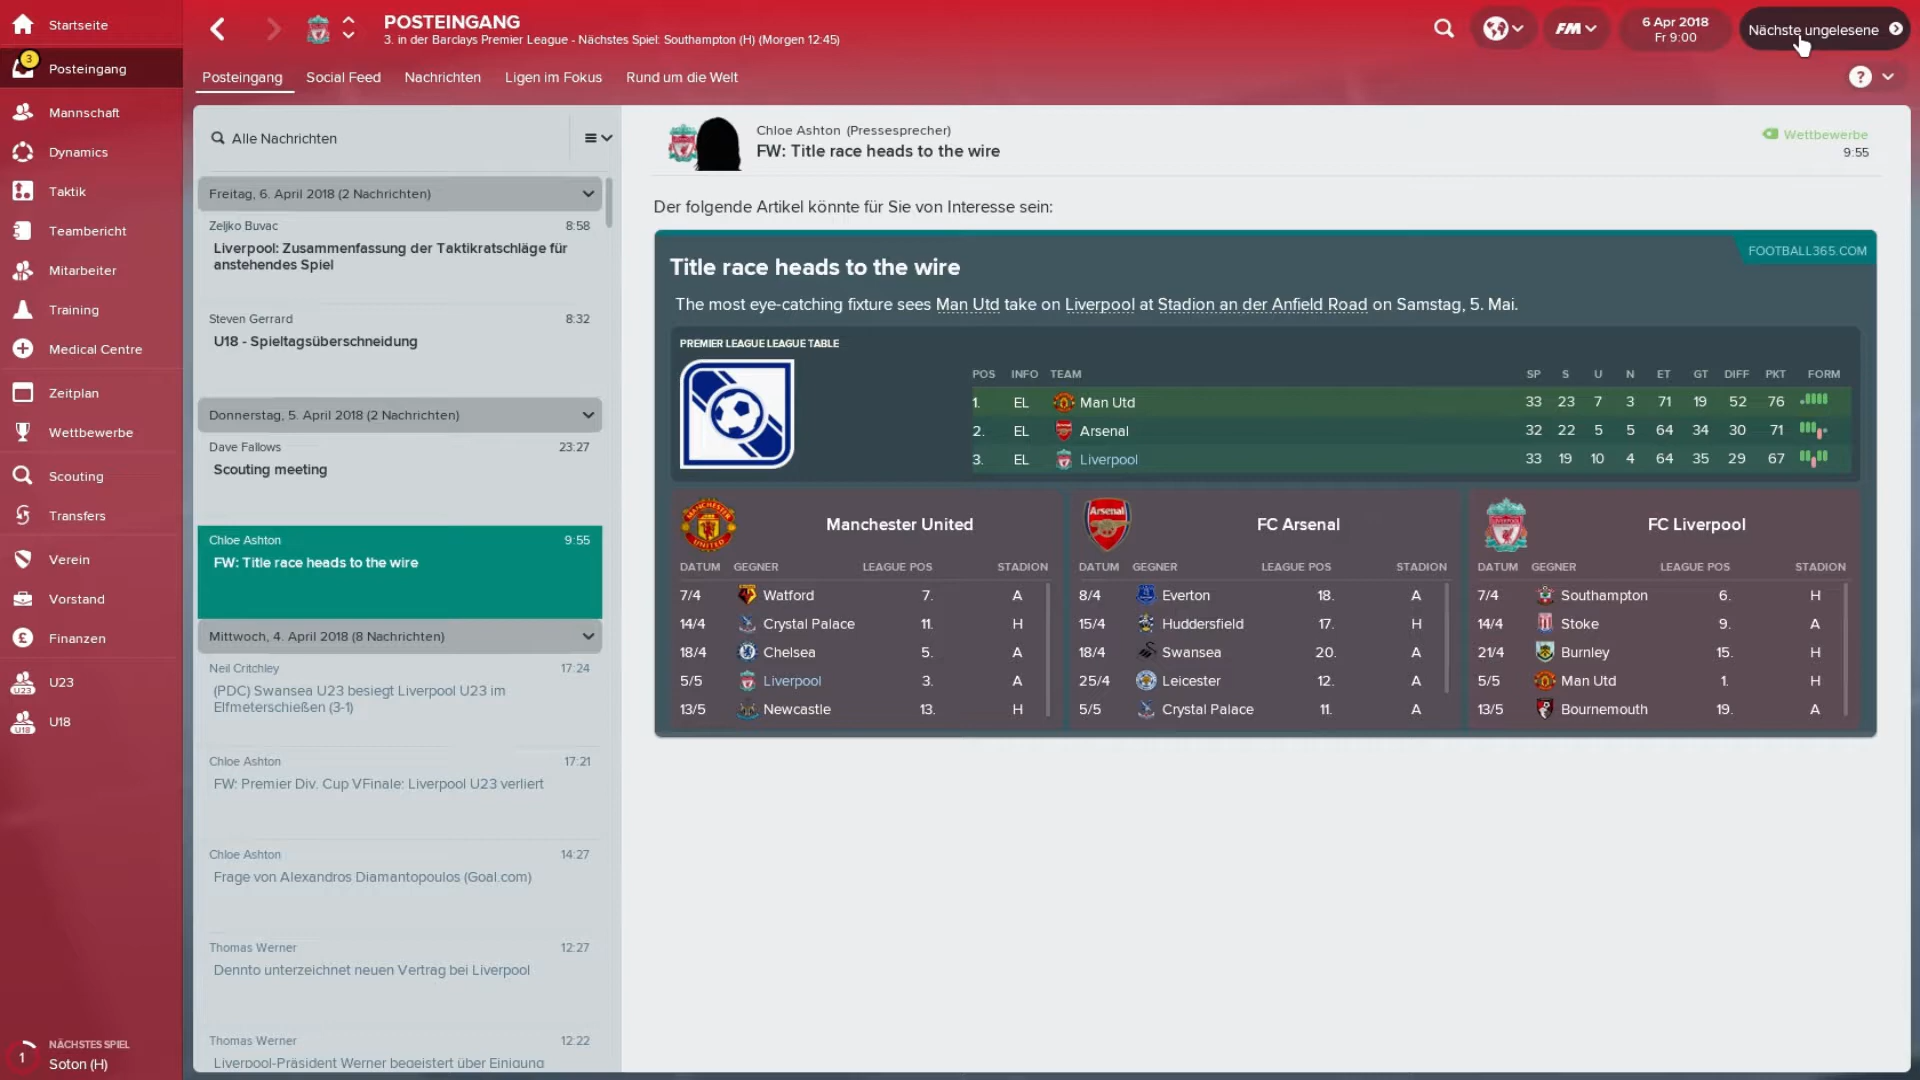 Startseite
3
Posteingang
Mannschaft
Dynamics
Taktik
Teambericht
Mitarbeiter
Training
Medical Centre
Zeitplan
Wettbewerbe
Scouting
Transfers
Verein
Vorstand
Finanzen
U23
U18
1
NÄCHSTES SPIEL
Soton (H)
POSTEINGANG
3. in der Barclays Premier League - Nächstes Spiel: Southampton (H) (Morgen 12:45)
FM
6 Apr 2018
Fr 9:00
Nächste ungelesene
Posteingang Social Feed Nachrichten Ligen im Fokus Rund um die Welt
?
Alle Nachrichten
Freitag, 6. April 2018 (2 Nachrichten)
Zeljko Buvac 8:58
Liverpool: Zusammenfassung der Taktikratschläge für
anstehendes Spiel
Steven Gerrard 8:32
U18 - Spieltagsüberschneidung
Donnerstag, 5. April 2018 (2 Nachrichten)
Dave Fallows 23:27
Scouting meeting
Chloe Ashton 9:55
FW: Title race heads to the wire
Mittwoch, 4. April 2018 (8 Nachrichten)
Neil Critchley 17:24
(PDC) Swansea U23 besiegt Liverpool U23 im
Elfmeterschießen (3-1)
Chloe Ashton 17:21
FW: Premier Div. Cup VFinale: Liverpool U23 verliert
Chloe Ashton 14:27
Frage von Alexandros Diamantopoulos (Goal.com)
Thomas Werner 12:27
Dennto unterzeichnet neuen Vertrag bei Liverpool
Thomas Werner 12:22
Liverpool-Präsident Werner begeistert über Einigung
Chloe Ashton (Pressesprecher)
FW: Title race heads to the wire
Wettbewerbe
9:55
Der folgende Artikel könnte für Sie von Interesse sein:
FOOTBALL365.COM
Title race heads to the wire
The most eye-catching fixture sees Man Utd take on Liverpool at Stadion an der Anfield Road on Samstag, 5. Mai.
PREMIER LEAGUE LEAGUE TABLE
POS INFO TEAM SP S U N ET GT DIFF PKT FORM
1. EL Man Utd 33 23 7 3 71 19 52 76
2. EL Arsenal 32 22 5 5 64 34 30 71
3. EL Liverpool 33 19 10 4 64 35 29 67
Manchester United
DATUM GEGNER LEAGUE POS STADION
7/4 Watford 7. A
14/4 Crystal Palace 11. H
18/4 Chelsea 5. A
5/5 Liverpool 3. A
13/5 Newcastle 13. H
Arsenal
FC Arsenal
DATUM GEGNER LEAGUE POS STADION
8/4 Everton 18. A
15/4 Huddersfield 17. H
18/4 Swansea 20. A
25/4 Leicester 12. A
5/5 Crystal Palace 11. A
FC Liverpool
DATUM GEGNER LEAGUE POS STADION
7/4 Southampton 6. H
14/4 Stoke 9. A
21/4 Burnley 15. H
5/5 Man Utd 1. H
13/5 Bournemouth 19. A